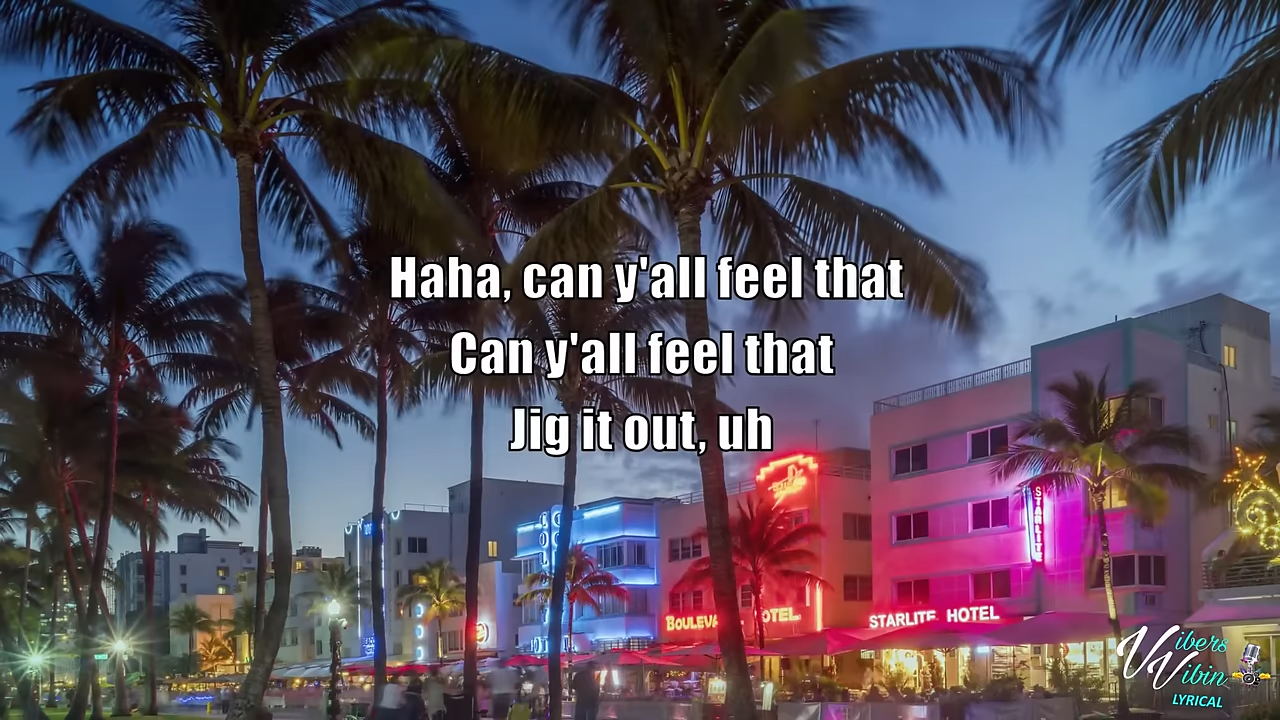 Haha, can y'all feel that
Can y'all feel that
Jig it out, uh
STARLITE
BOULEVA OTEL
STARLITE HOTEL
Vibers
Vibin
LYRICAL